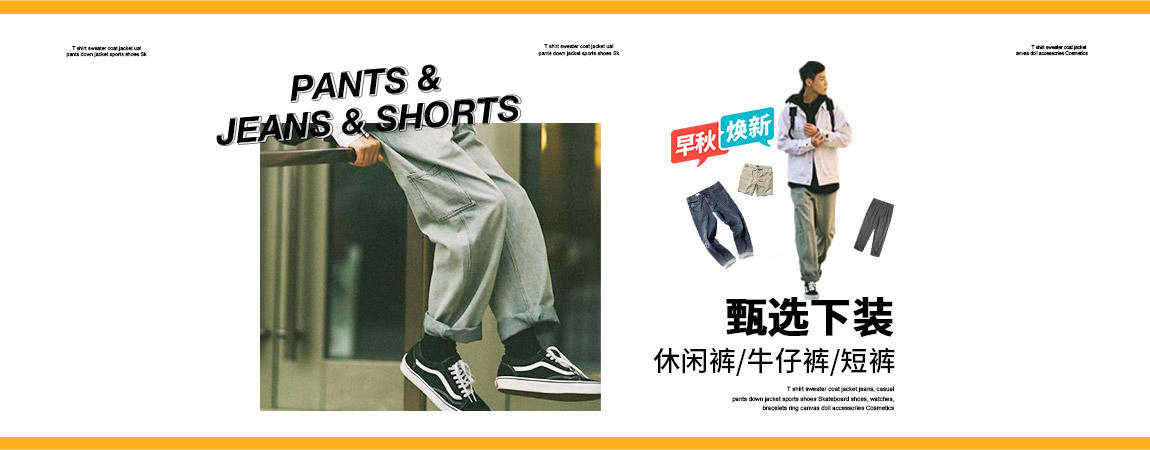 T shirt sweater coat jacket ual
pants down jacket sports shoes Sk
T shirt sweater coat jacket ual
pants down jacket sports shoes Sk
T shirt sweater coat jacket
anvas doll accessories Cosmetics
PANTS &
JEANS & SHORTS
早秋
焕新
甄选下装
休闲裤/牛仔裤/短裤
T shirt sweater coat jacket jeans, casual
pants down jacket sports shoes Skateboard shoes, watches,
bracelets ring canvas doll accessories Cosmetics